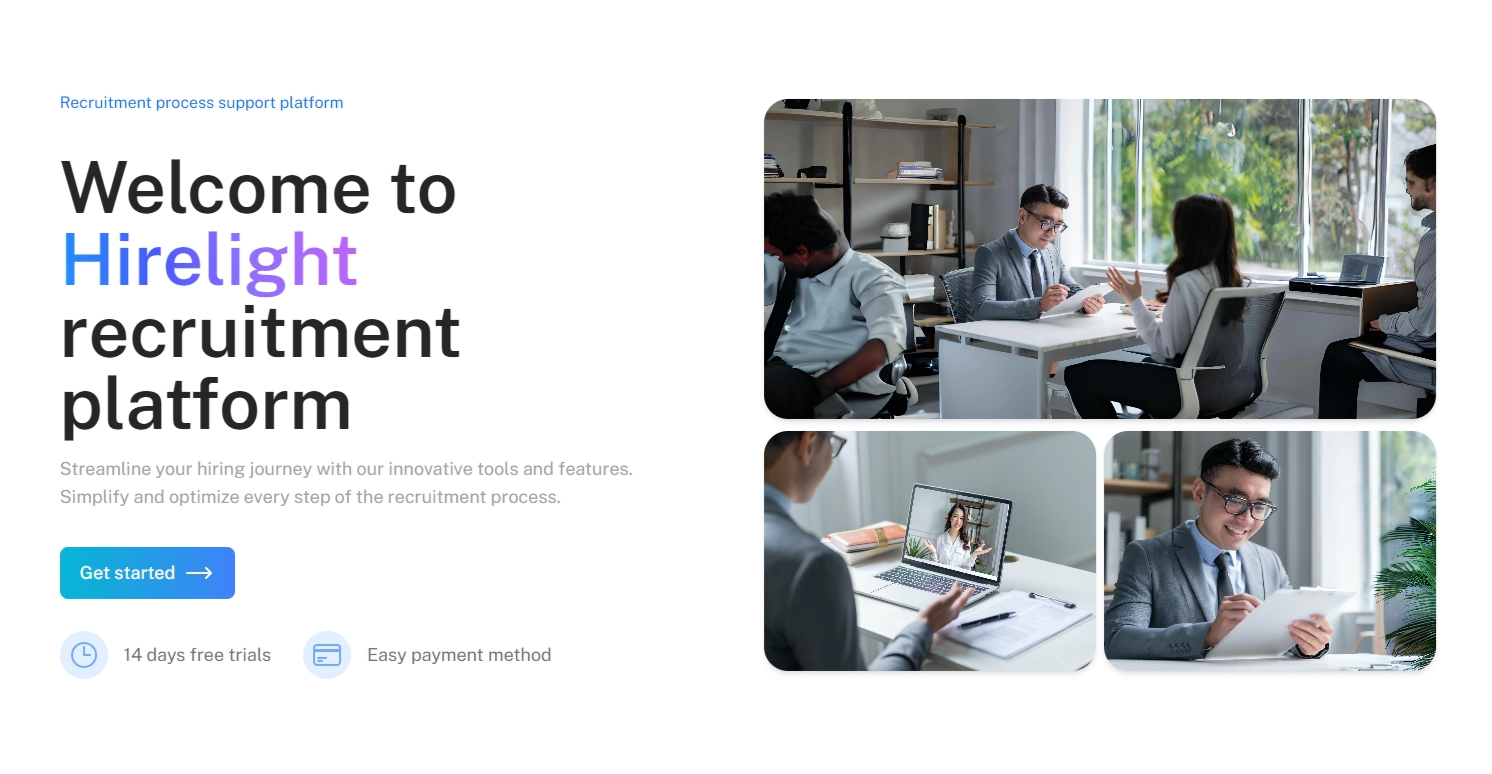 Recruitment process support platform
Welcome to
Hirelight
recruitment
platform
Streamline your hiring journey with our innovative tools and features.
Simplify and optimize every step of the recruitment process.
Get started
14 days free trials
Easy payment method